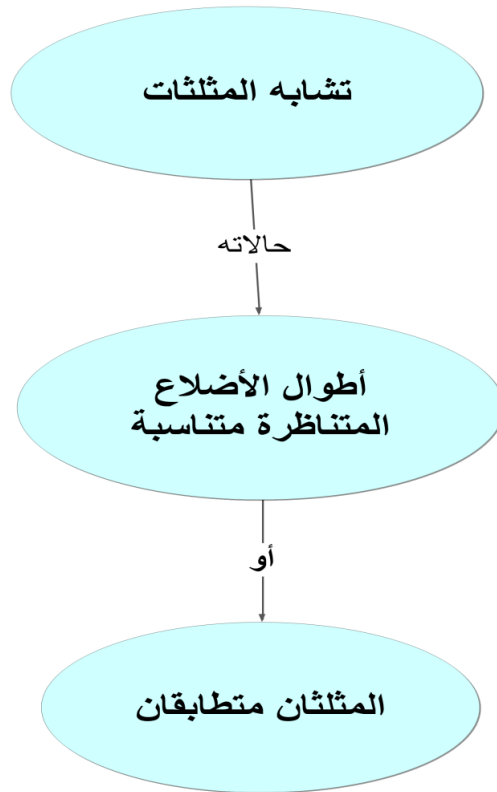 تشابه المثلثات
حالاته
أطوال الأضلاع
المتناظرة متناسبة
أو
المثلثان متطابقان